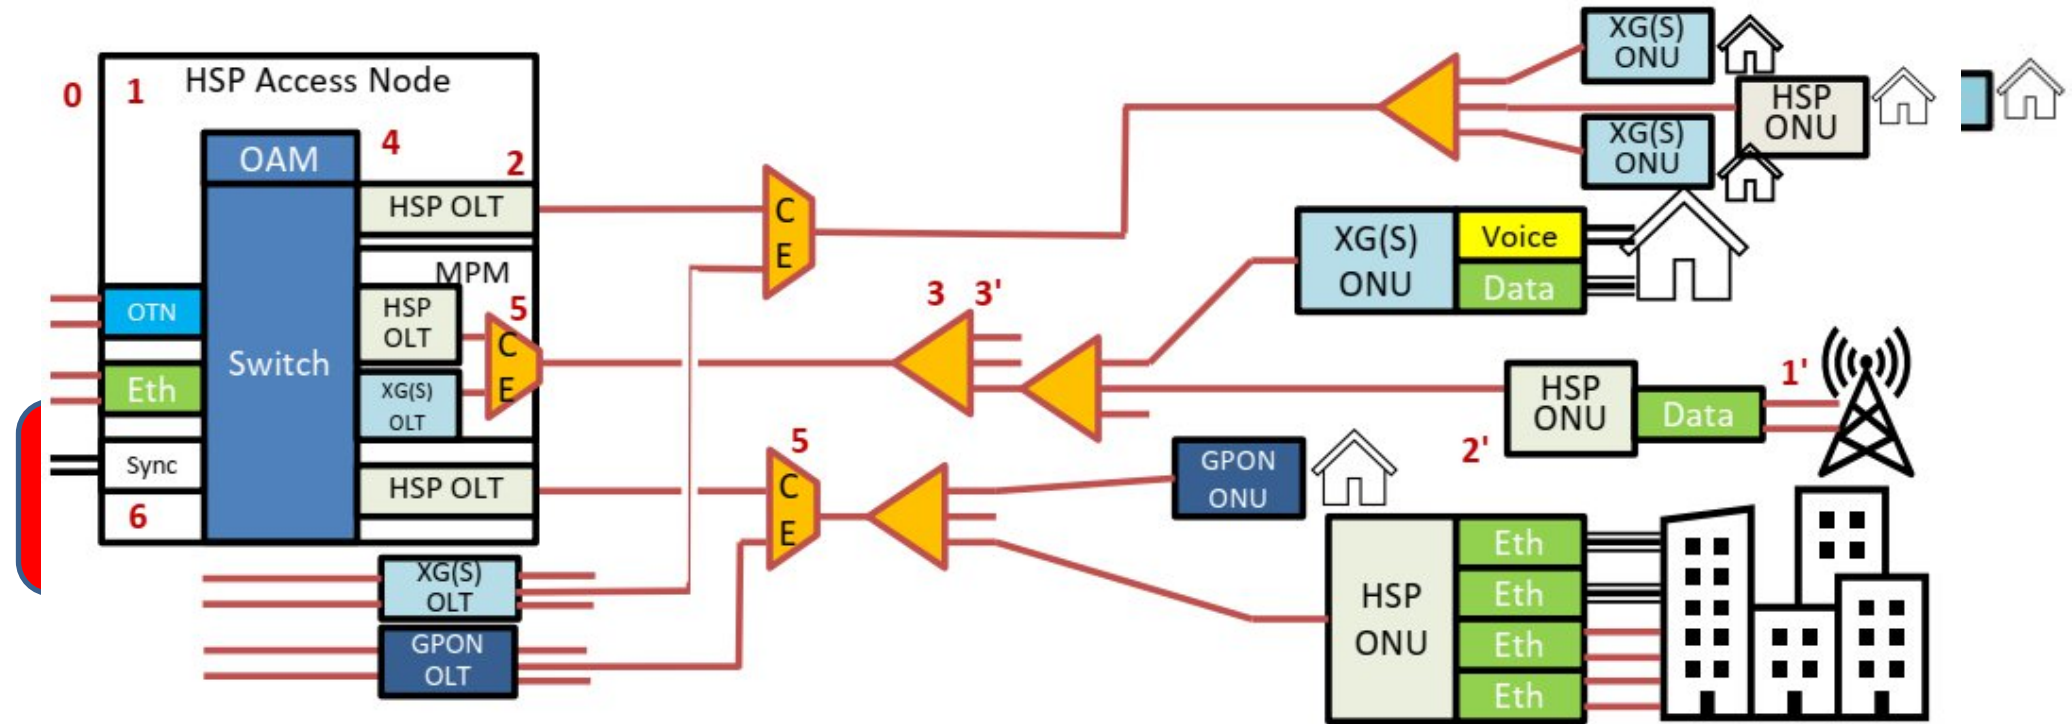 0
1
HSP Access Node
OAM
4
2
HSP OLT
MPM
HSP
OLT
5
C
E
XG(S)
OLT
OTN
Eth
Sync
6
Switch
HSP OLT
XG(S)
OLT
GPON
OLT
C
E
3
3'
5
C
E
XG(S)
ONU
HSP
ONU
XG(S)
ONU
XG(S)
ONU
Voice
Data
HSP
ONU
Data
1'
2'
GPON
ONU
HSP
ONU
Eth
Eth
Eth
Eth